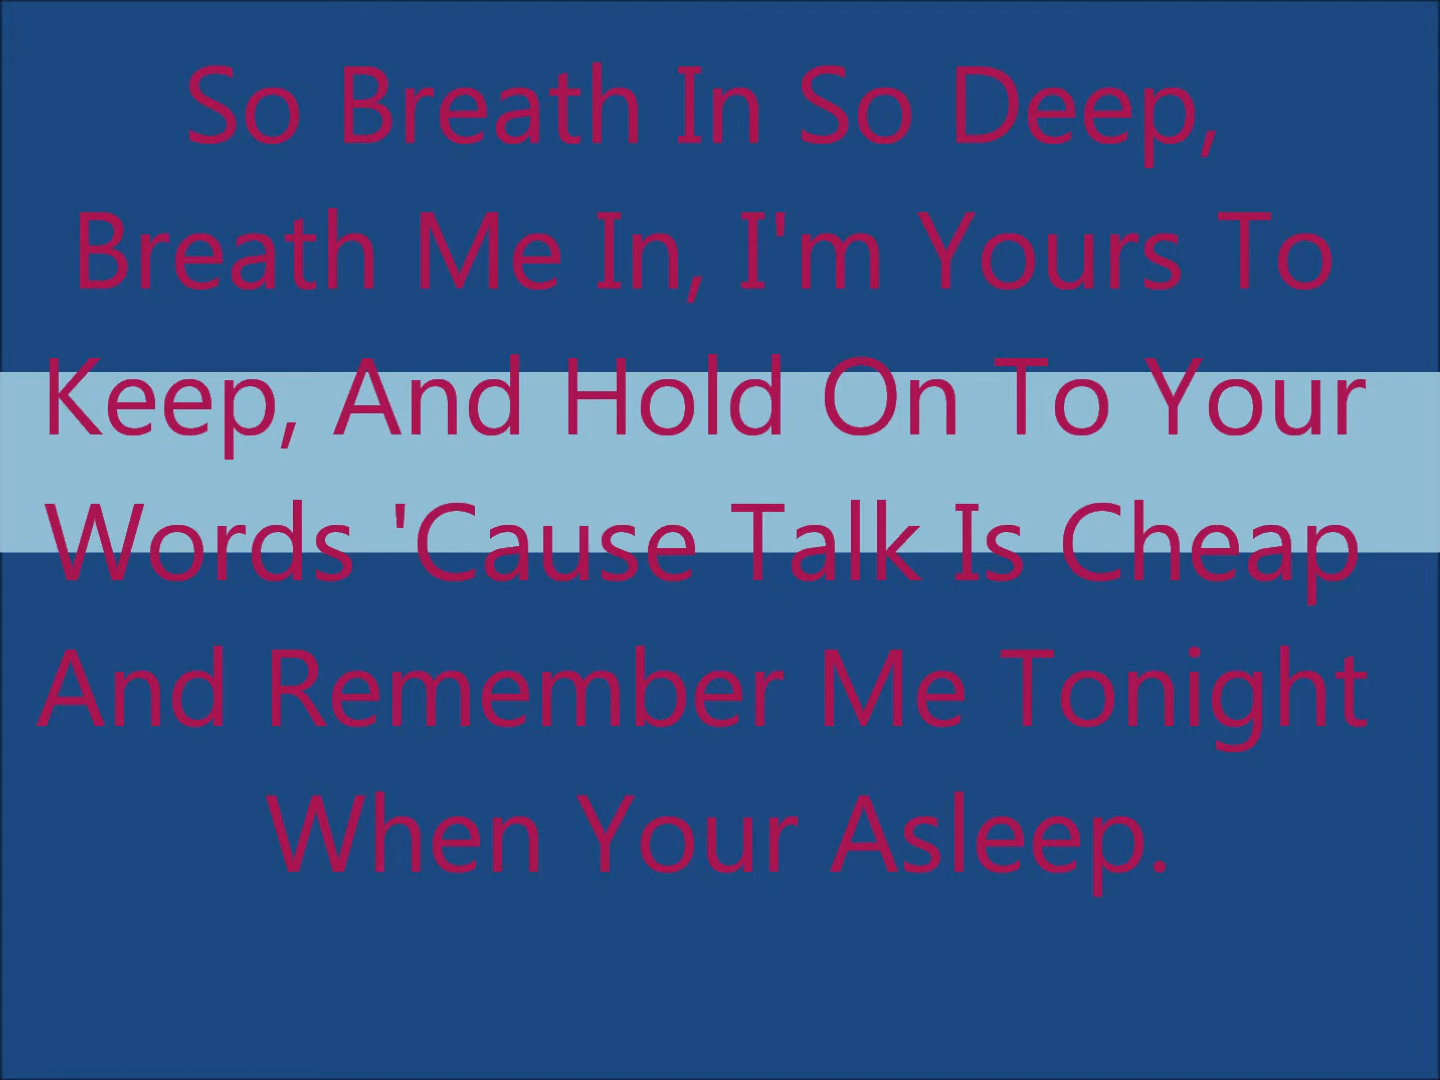 So Breath In So Deep,
Breath Me In, I'm Yours To
Keep, And Hold On To Your
Words 'Cause Talk Is Cheap
And Remember Me Tonight
When Your Asleep.